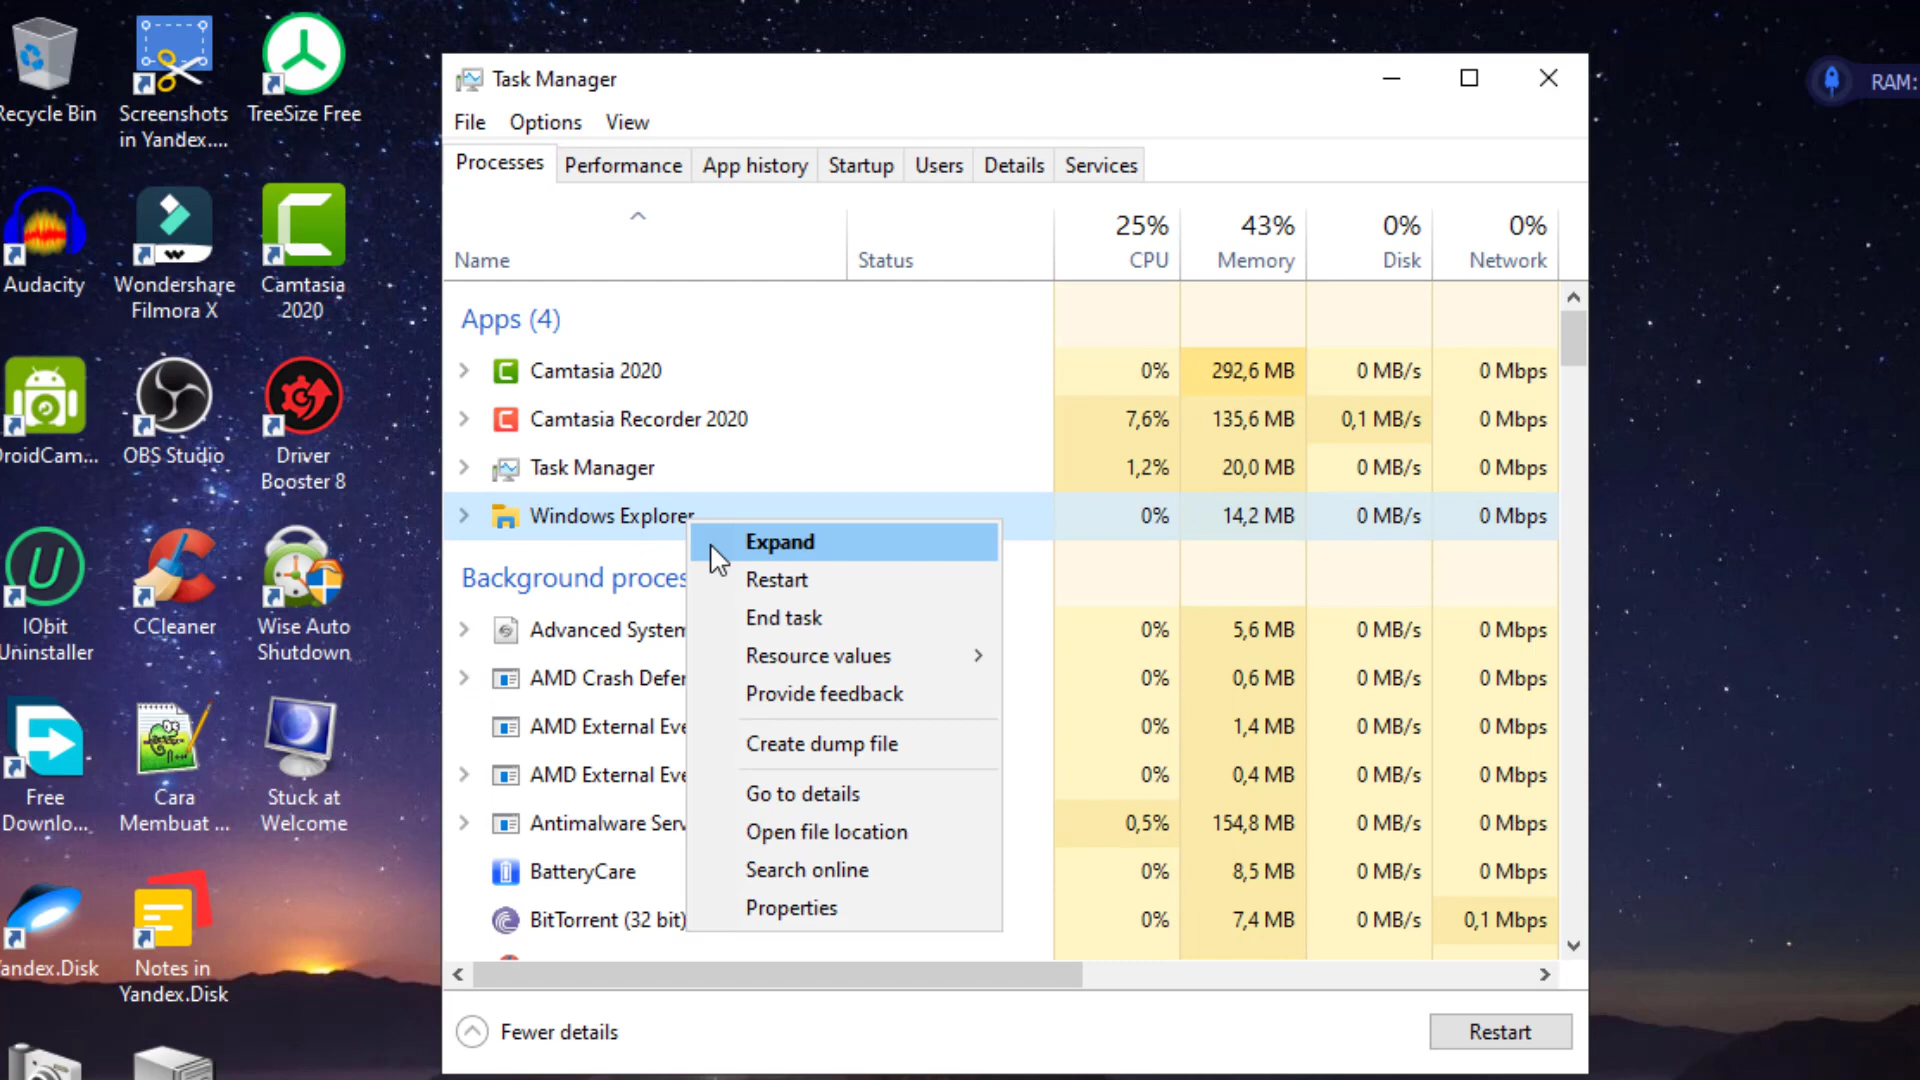 Recycle Bin
Screenshots
in Yandex....
TreeSize Free
Audacity
Wondershare
Filmora X
Camtasia
2020
DroidCam...
OBS Studio
Driver
Booster 8
IObit
Uninstaller
CCleaner
Wise Auto
Shutdown
Free
Downlo...
Cara
Membuat ...
Stuck at
Welcome
Yandex.Disk
Notes in
Yandex.Disk
RAM:
Task Manager
File Options View
Processes Performance App history Startup Users Details Services
25% 43% 0% 0%
Name Status CPU Memory Disk Network
Apps (4)
Camtasia 2020 0% 292,6 MB 0 MB/s 0 Mbps
Camtasia Recorder 2020 7,6% 135,6 MB 0,1 MB/s 0 Mbps
Task Manager 1,2% 20,0 MB 0 MB/s 0 Mbps
Windows Explorer 0% 14,2 MB 0 MB/s 0 Mbps
Background proces
Advanced System 0% 5,6 MB 0 MB/s 0 Mbps
AMD Crash Defer 0% 0,6 MB 0 MB/s 0 Mbps
AMD External Eve 0% 1,4 MB 0 MB/s 0 Mbps
AMD External Eve 0% 0,4 MB 0 MB/s 0 Mbps
Antimalware Serv 0,5% 154,8 MB 0 MB/s 0 Mbps
BatteryCare 0% 8,5 MB 0 MB/s 0 Mbps
BitTorrent (32 bit) 0% 7,4 MB 0 MB/s 0,1 Mbps
Expand
Restart
End task
Resource values
Provide feedback
Create dump file
Go to details
Open file location
Search online
Properties
Fewer details
Restart